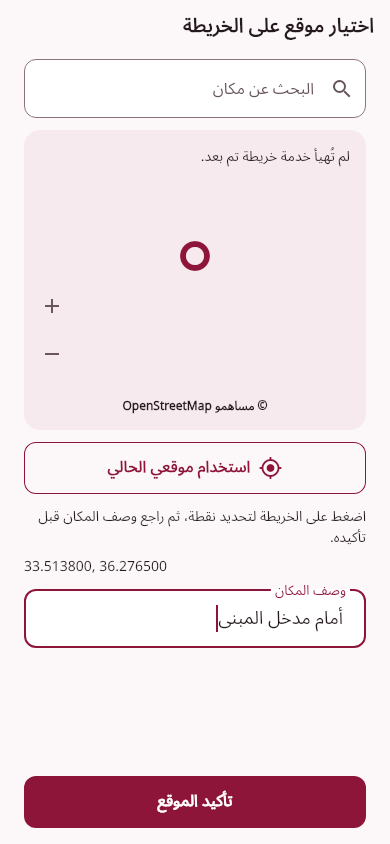 اختيار موقع على الخريطة
البحث عن مكان
لم تُهيأ خدمة خريطة تم بعد.
© مساهمو OpenStreetMap
استخدام موقعي الحالي
اضغط على الخريطة لتحديد نقطة، ثم راجع وصف المكان قبل
تأكيده.
33.513800, 36.276500
وصف المكان
أمام مدخل المبنى
تأكيد الموقع